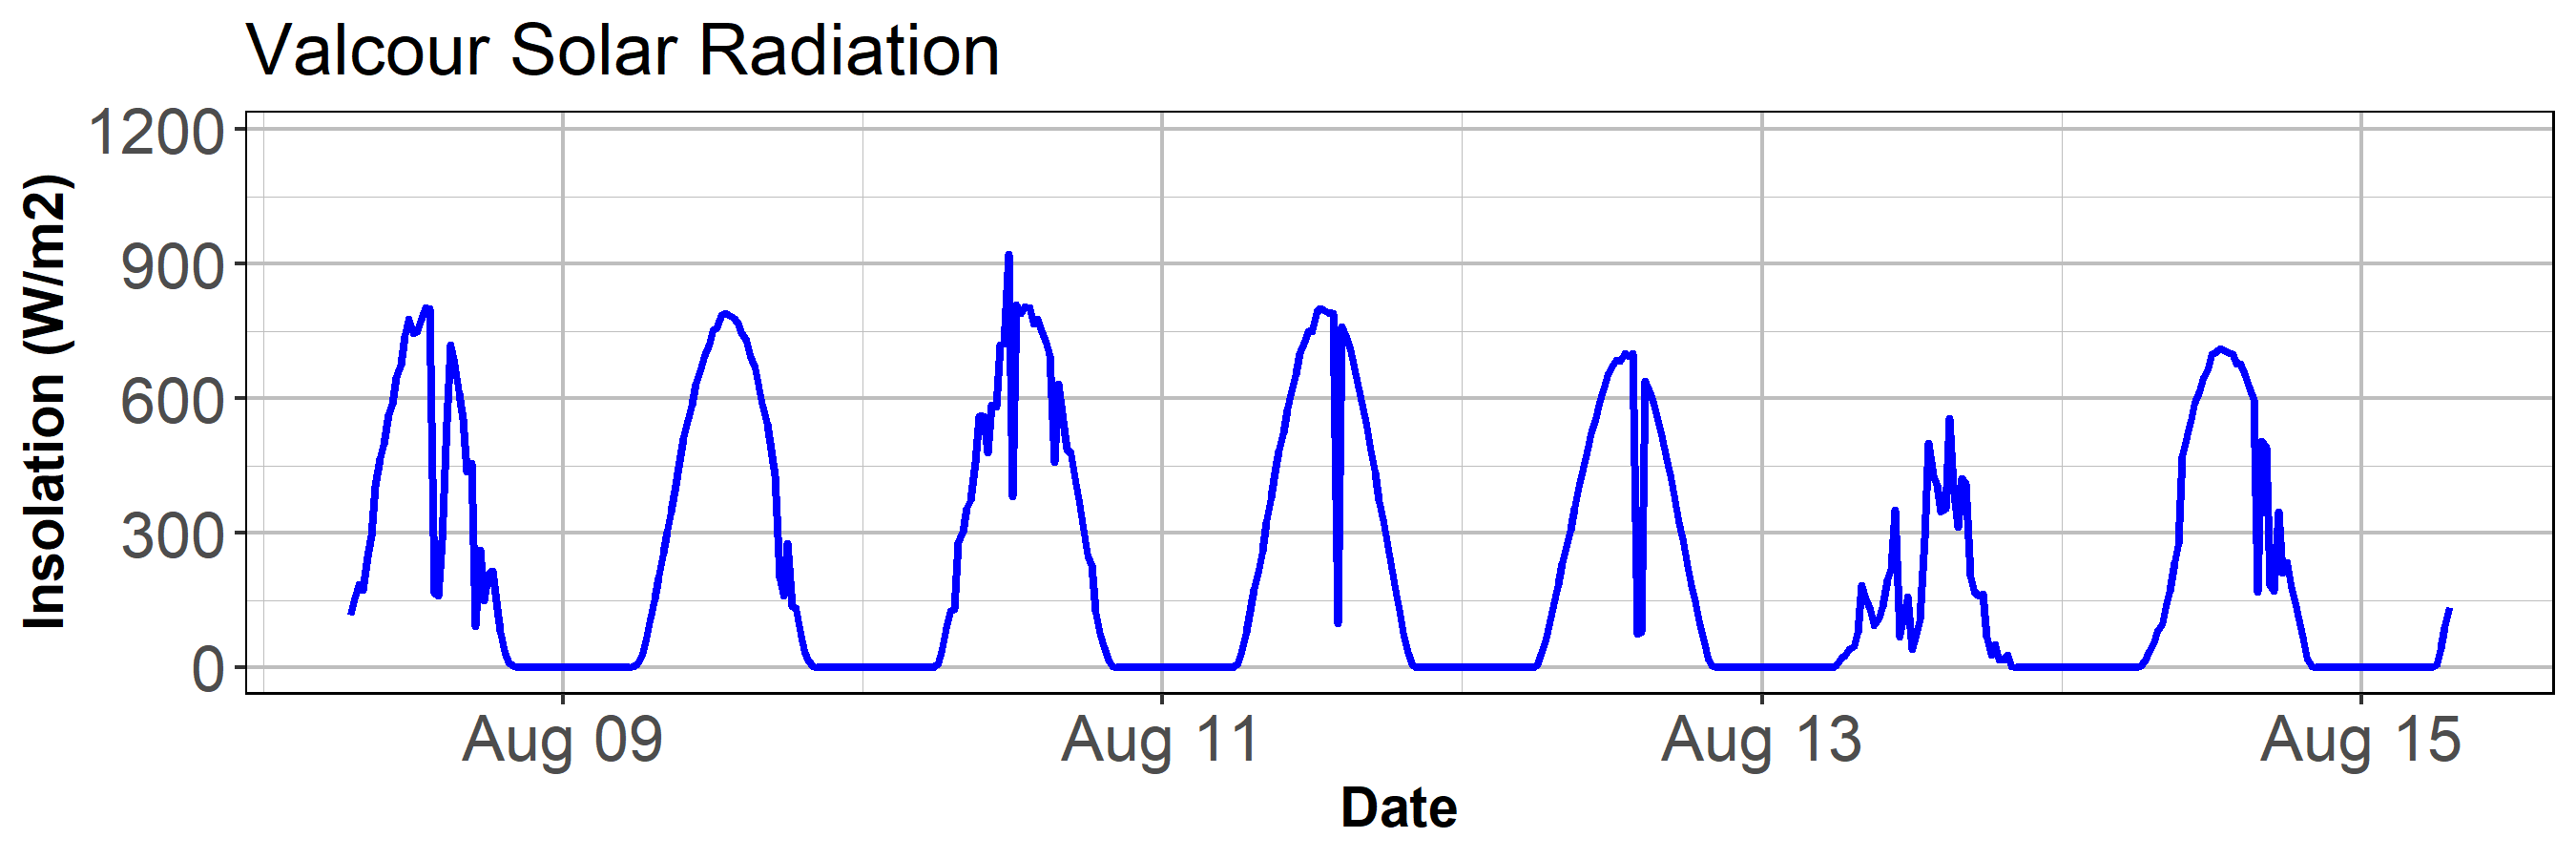 Valcour Solar Radiation
Insolation (W/m2)
1200
900
600
300
0
Aug 09
Aug 11
Aug 13
Aug 15
Date